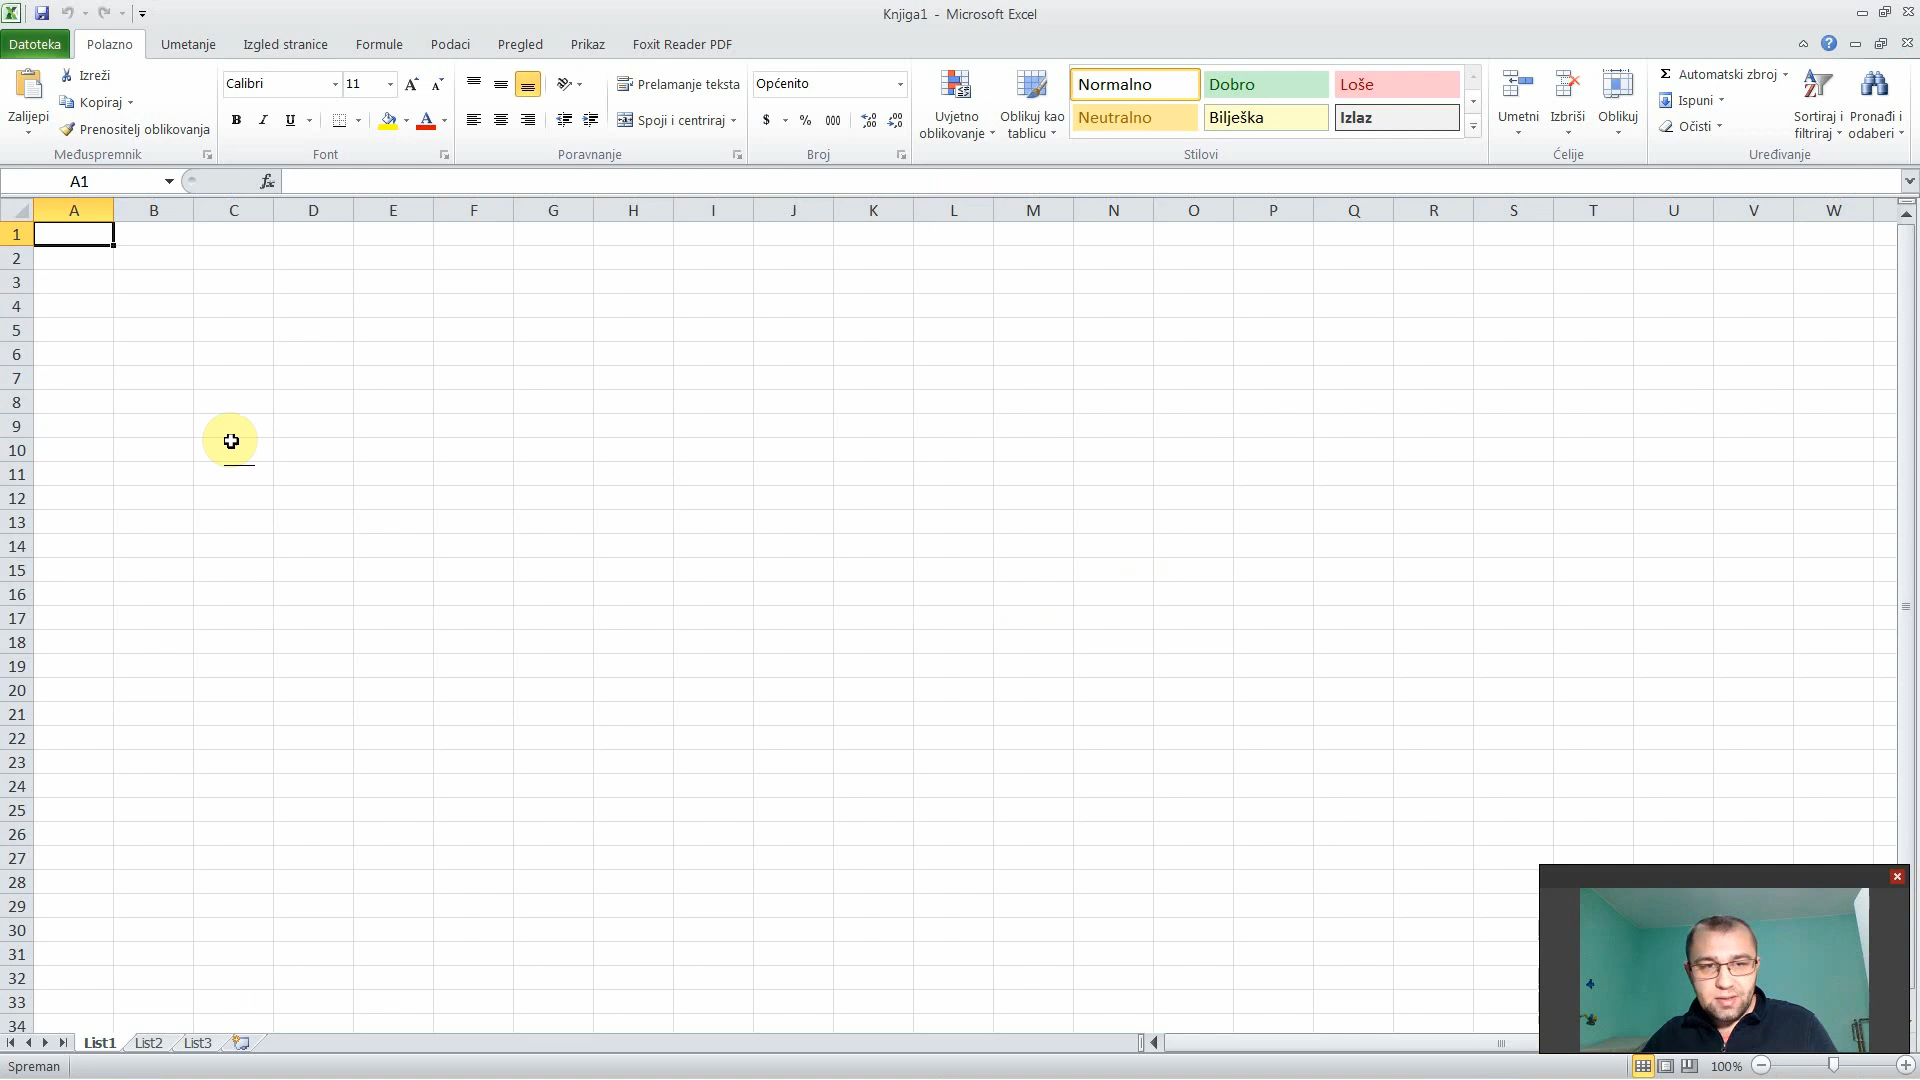 Knjiga1 - Microsoft Excel
Datoteka Polazno Umetanje Izgled stranice Formule Podaci Pregled Prikaz Foxit Reader PDF
Zalijepi
Izreži
Kopiraj
Prenositelj oblikovanja
Međuspremnik
Calibri 11
B I U A
Font
Prelamanje teksta
Spoji i centriraj
Poravnanje
Općenito
$ % 000
Broj
Uvjetno oblikovanje
Oblikuj kao tablicu
Normalno Dobro Loše
Neutralno Bilješka Izlaz
Stilovi
Umetni Izbriši Oblikuj
Ćelije
Σ Automatski zbroj
Ispuni
Očisti
Sortiraj i filtriraj
Pronađi i odaberi
Uređivanje
A1 fx
A B C D E F G H I J K L M N O P Q R S T U V W
1
2
3
4
5
6
7
8
9
10
11
12
13
14
15
16
17
18
19
20
21
22
23
24
25
26
27
28
29
30
31
32
33
34
List1 List2 List3
Spreman 100%